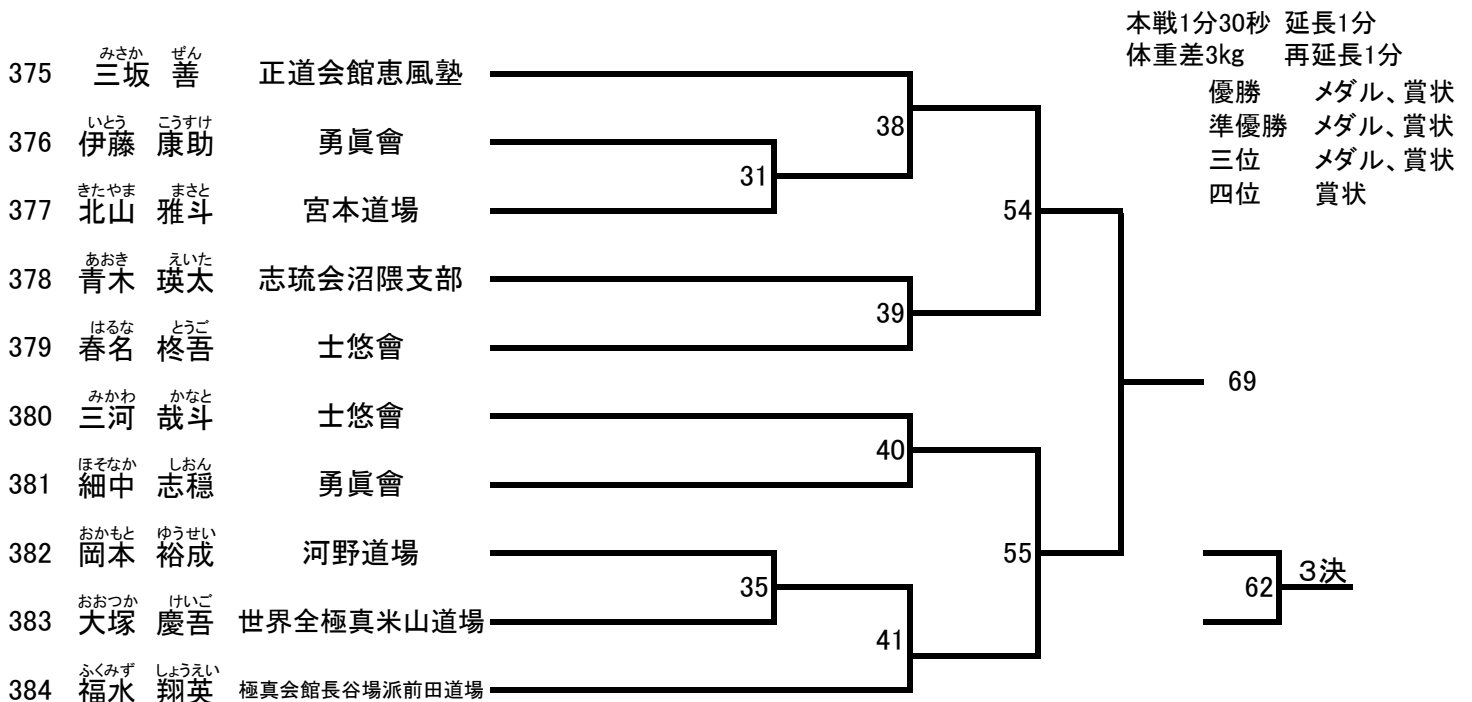 本戦1分30秒 延長1分
体重差3kg 再延長1分
優勝 メダル、賞状
準優勝 メダル、賞状
三位 メダル、賞状
四位 賞状
みさか ぜん
375 三坂 善 正道会館恵風塾
いとう こうすけ
376 伊藤 康助 勇眞會
きたやま まさと
377 北山 雅斗 宮本道場
あおき えいた
378 青木 瑛太 志琉会沼隈支部
はるな とうご
379 春名 柊吾 士悠會
みかわ かなと
380 三河 哉斗 士悠會
ほそなか しおん
381 細中 志穏 勇眞會
おかもと ゆうせい
382 岡本 裕成 河野道場
おおつか けいご
383 大塚 慶吾 世界全極真米山道場
ふくみず しょうえい
384 福水 翔英 極真会館長谷場派前田道場
31
35
38
39
40
41
54
55
69
62 3決